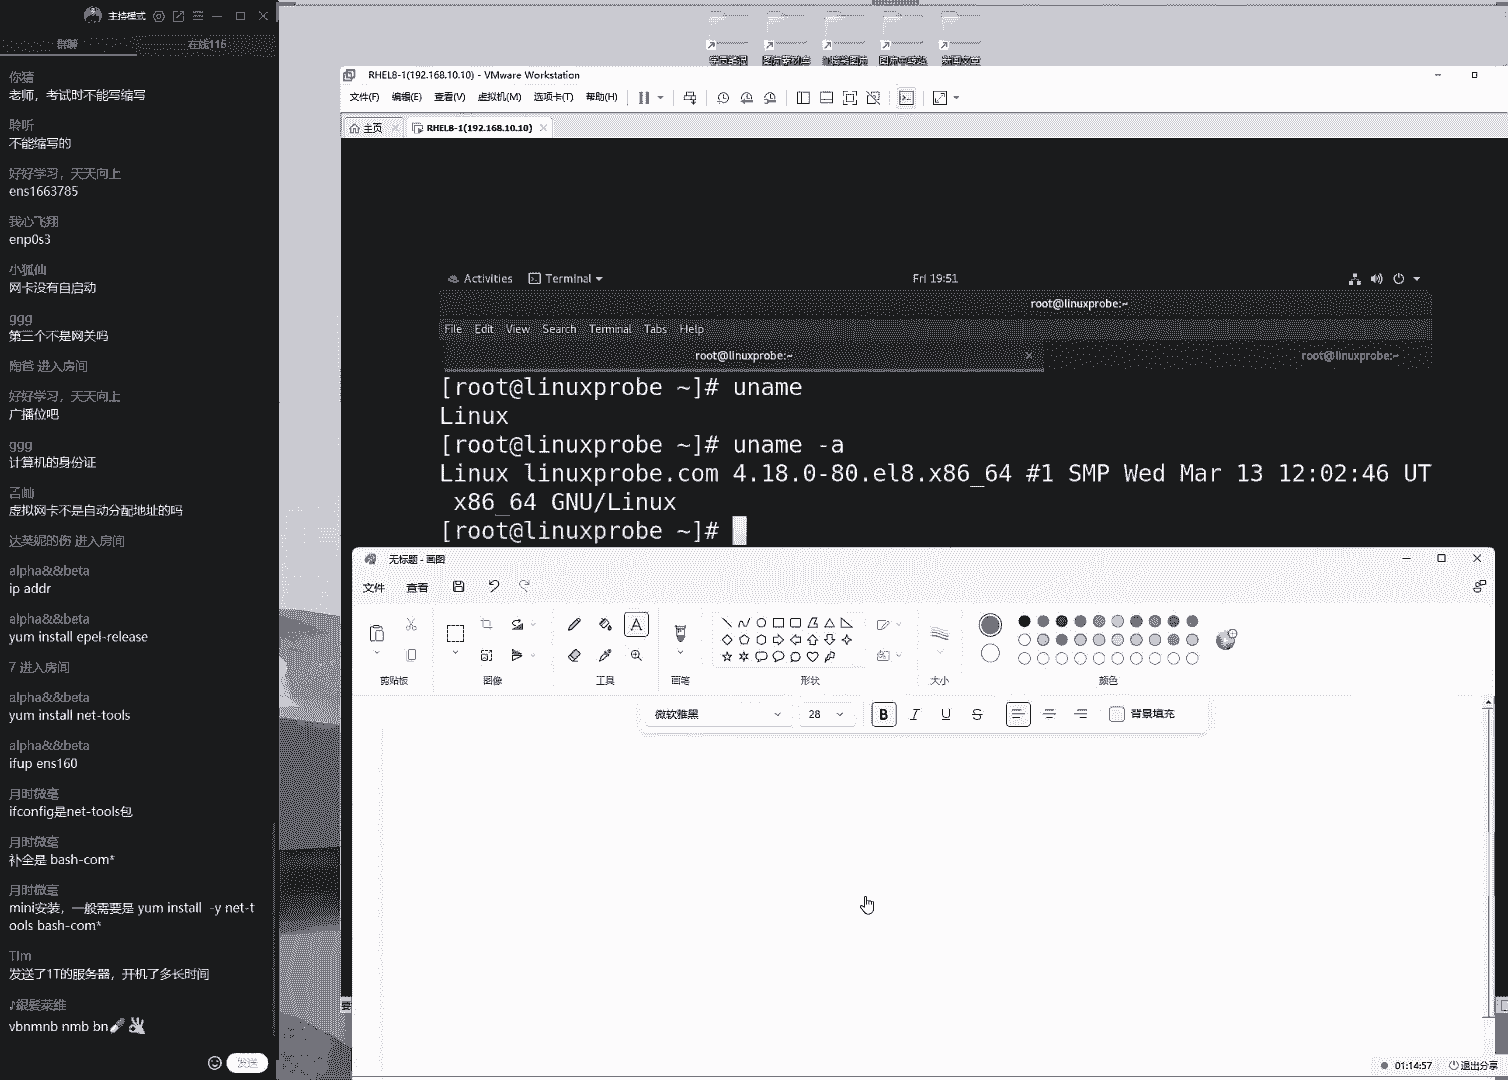 主持模式
群聊
在线116
你猜
老师，考试时不能写缩写
聆听
不能缩写的
好好学习，天天向上
ens1663785
我心飞翔
enp0s3
小狐仙
网卡没有自启动
ggg
第三个不是网关吗
陶爸 进入房间
好好学习，天天向上
广播位吧
ggg
计算机的身份证
虚拟网卡不是自动分配地址的吗
达芙妮的伤 进入房间
alpha&&beta
ip addr
alpha&&beta
yum install epel-release
7 进入房间
alpha&&beta
yum install net-tools
alpha&&beta
ifup ens160
月时微毫
ifconfig是net-tools包
月时微毫
补全是 bash-com*
月时微毫
mini安装，一般需要是 yum install -y net-t
ools bash-com*
Tim
发送了1T的服务器，开机了多长时间
♪銀髪莱维
vbnmnb nmb bn
发送
RHEL8-1(192.168.10.10) - VMware Workstation
文件(F) 编辑(E) 查看(V) 虚拟机(M) 选项卡(T) 帮助(H)
主页 RHEL8-1(192.168.10.10)
Activities Terminal Fri 19:51
root@linuxprobe:~
File Edit View Search Terminal Tabs Help
root@linuxprobe:~ root@linuxprobe:~
[root@linuxprobe ~]# uname
Linux
[root@linuxprobe ~]# uname -a
Linux linuxprobe.com 4.18.0-80.el8.x86_64 #1 SMP Wed Mar 13 12:02:46 UT
x86_64 GNU/Linux
[root@linuxprobe ~]#
无标题 - 画图
文件 查看
剪贴板 图像 工具 画笔 形状 大小 颜色
微软雅黑 28 B I U S 背景填充
要
01:14:57 退出分享